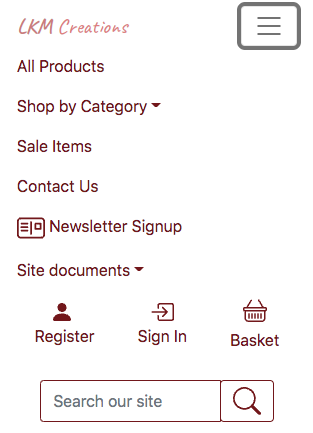 LKM Creations
All Products
Shop by Category
Sale Items
Contact Us
Newsletter Signup
Site documents
Register Sign In Basket
Search our site